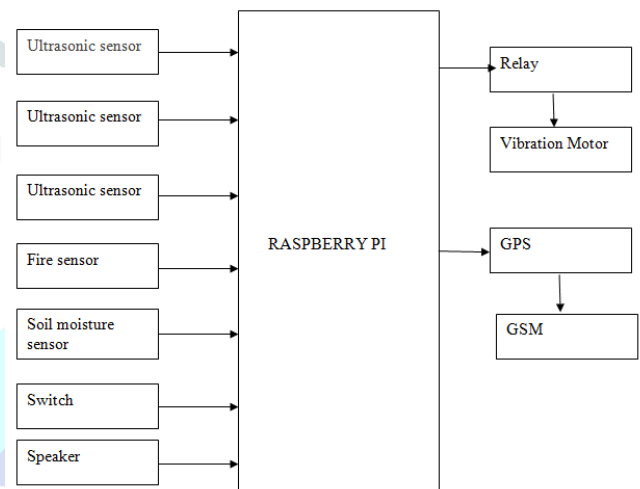 Ultrasonic sensor
Ultrasonic sensor
Ultrasonic sensor
Fire sensor
Soil moisture
sensor
Switch
Speaker
RASPBERRY PI
Relay
Vibration Motor
GPS
GSM